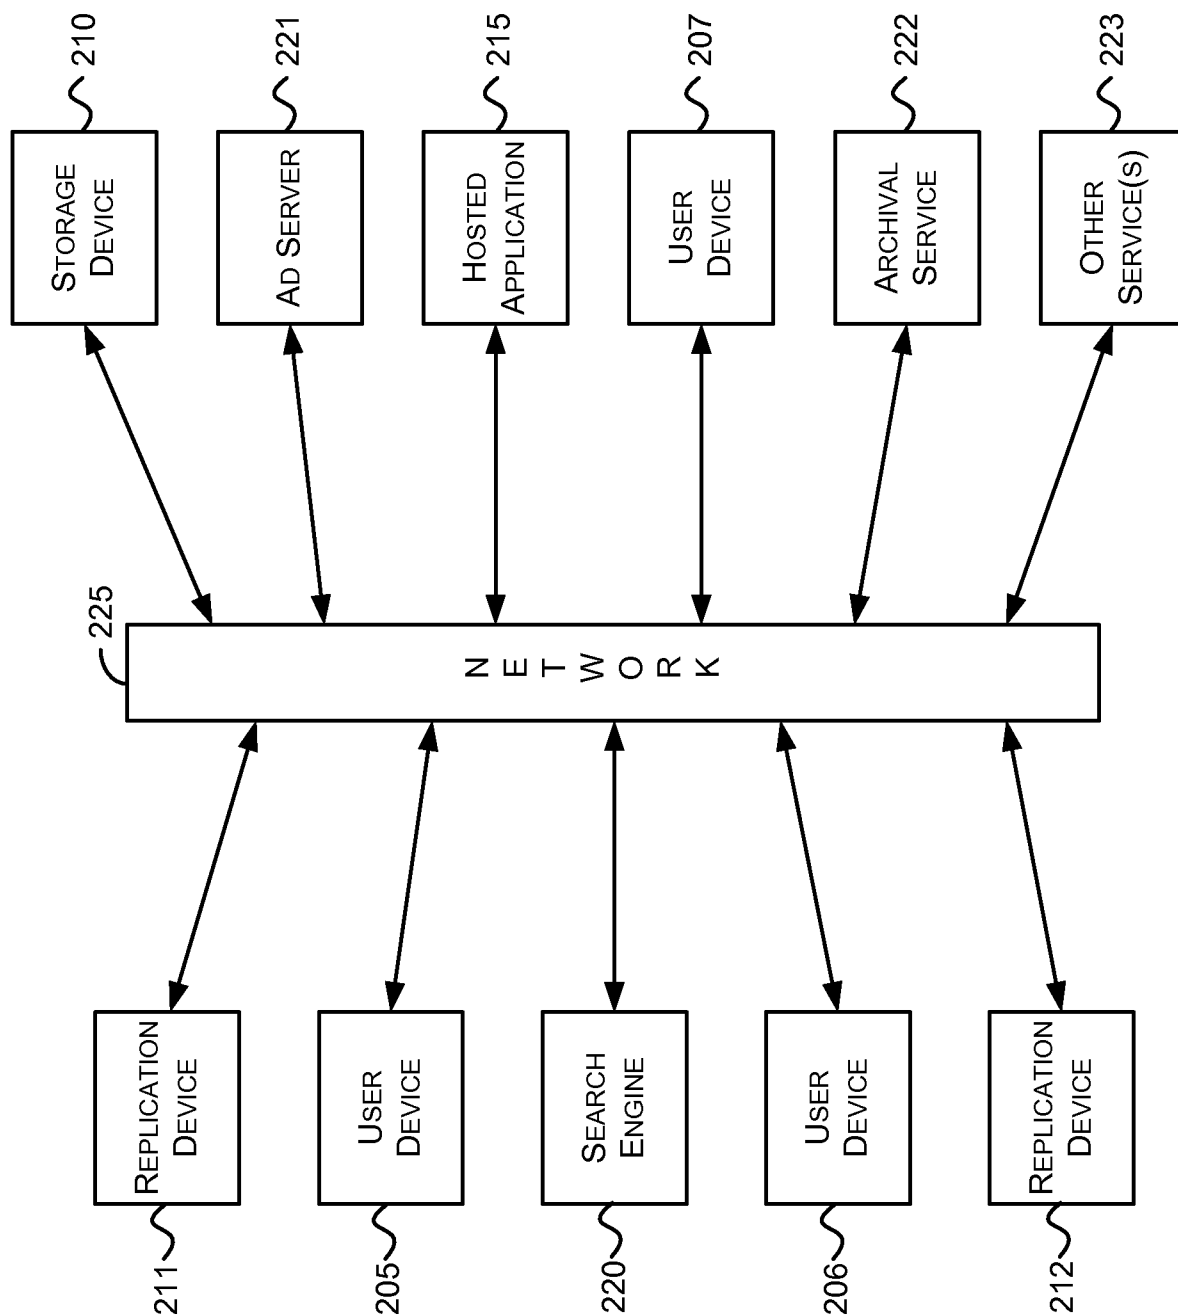 210
STORAGE
DEVICE
221
AD SERVER
215
HOSTED
APPLICATION
207
USER
DEVICE
222
ARCHIVAL
SERVICE
223
OTHER
SERVICE(S)
225
NETWORK
REPLICATION
DEVICE
211
USER
DEVICE
205
SEARCH
ENGINE
220
USER
DEVICE
206
REPLICATION
DEVICE
212